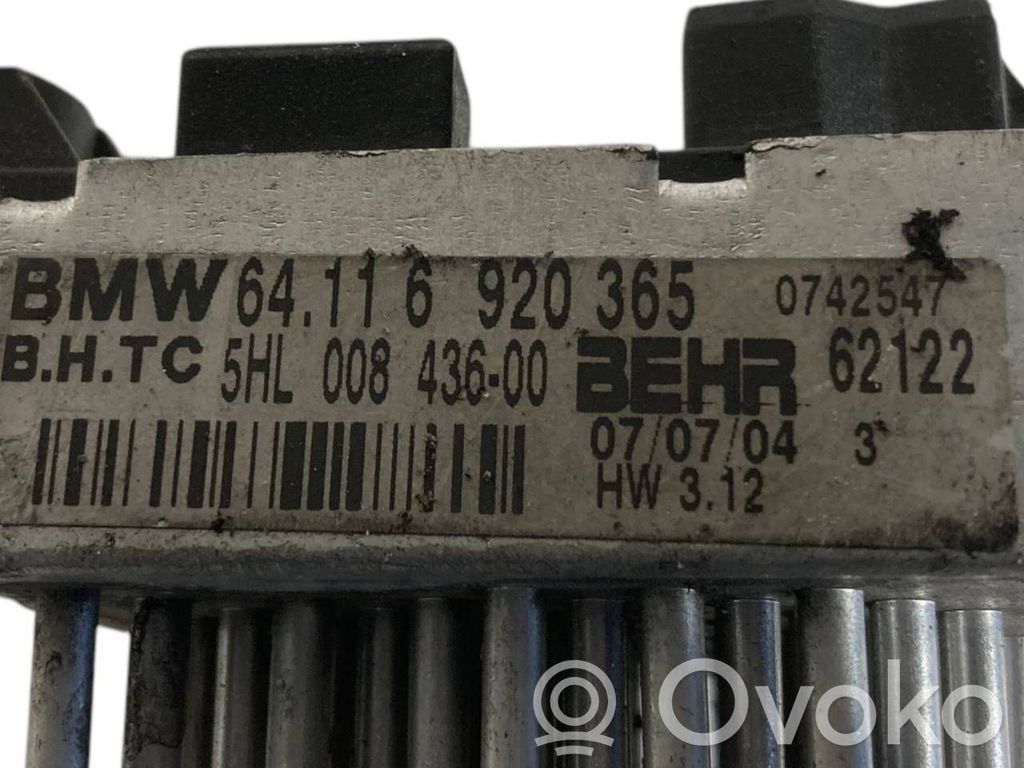 BMW 64.11 6 920 365 0742547
B.H.TC 5HL 008 436-00 BEHR 62122
07/07/04 3
HW 3.12
Ovoko